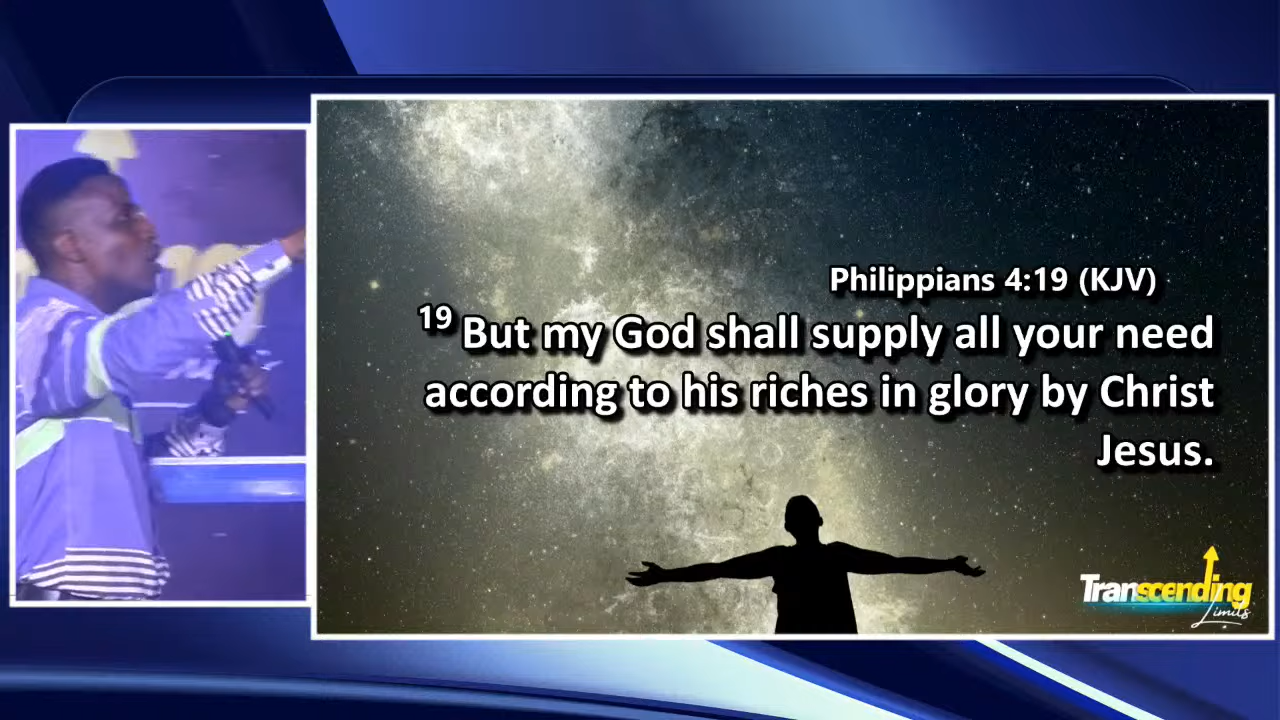 Philippians 4:19 (KJV)
19 But my God shall supply all your need
according to his riches in glory by Christ
Jesus.
Transcending
Limits